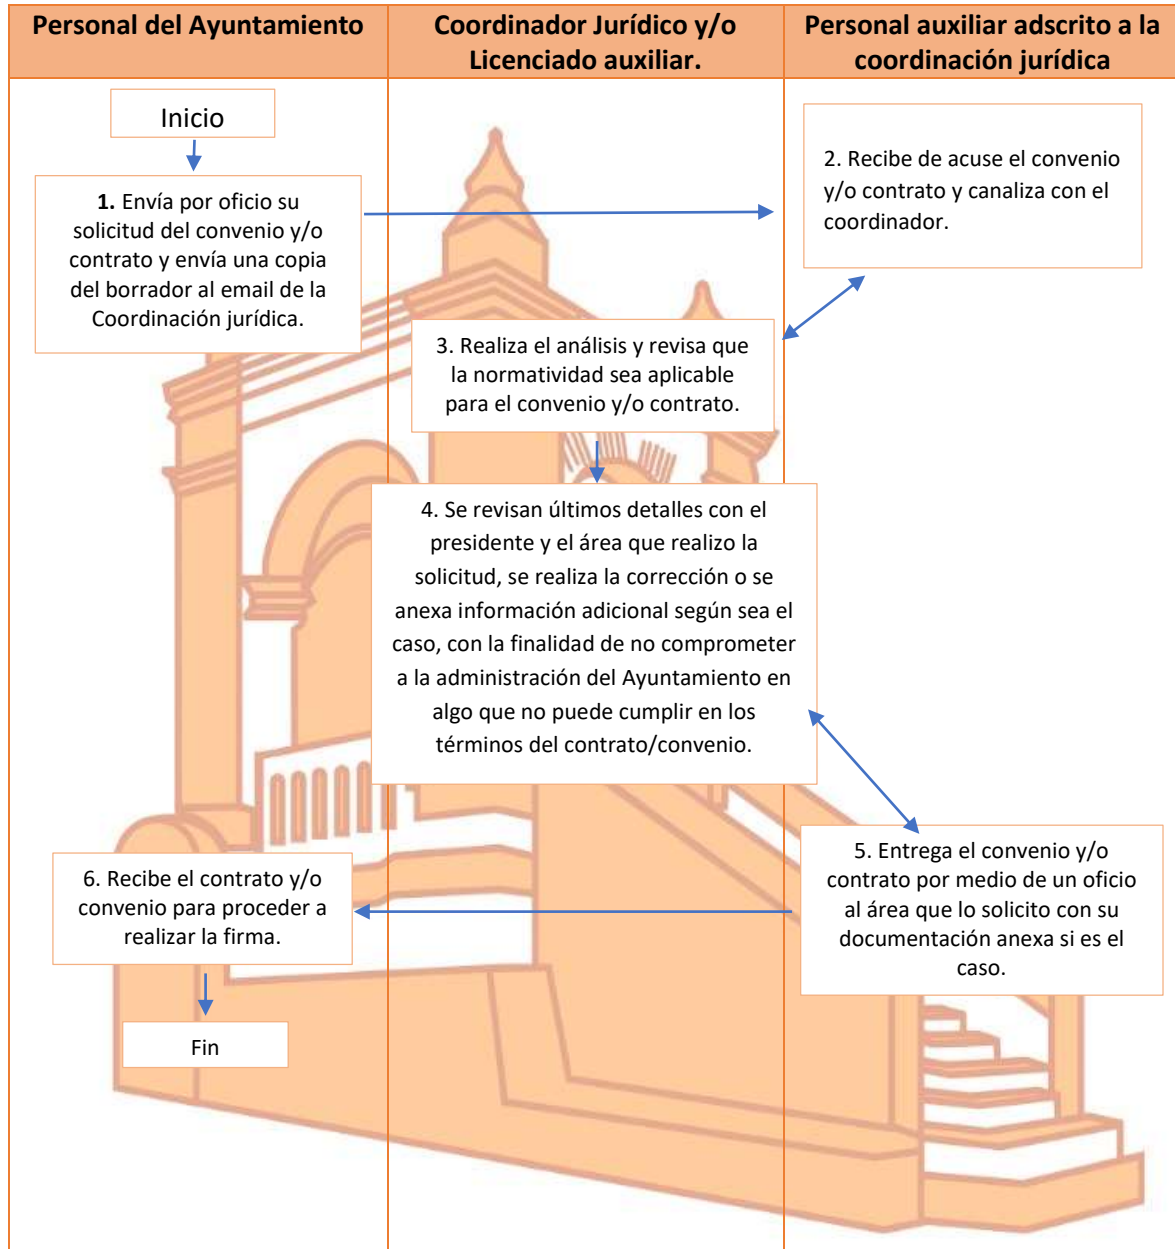 Personal del Ayuntamiento
Coordinador Jurídico y/o
Licenciado auxiliar.
Personal auxiliar adscrito a la
coordinación jurídica
Inicio
1. Envía por oficio su
solicitud del convenio y/o
contrato y envía una copia
del borrador al email de la
Coordinación jurídica.
2. Recibe de acuse el convenio
y/o contrato y canaliza con el
coordinador.
3. Realiza el análisis y revisa que
la normatividad sea aplicable
para el convenio y/o contrato.
4. Se revisan últimos detalles con el
presidente y el área que realizo la
solicitud, se realiza la corrección o se
anexa información adicional según sea el
caso, con la finalidad de no comprometer
a la administración del Ayuntamiento en
algo que no puede cumplir en los
términos del contrato/convenio.
5. Entrega el convenio y/o
contrato por medio de un oficio
al área que lo solicito con su
documentación anexa si es el
caso.
6. Recibe el contrato y/o
convenio para proceder a
realizar la firma.
Fin